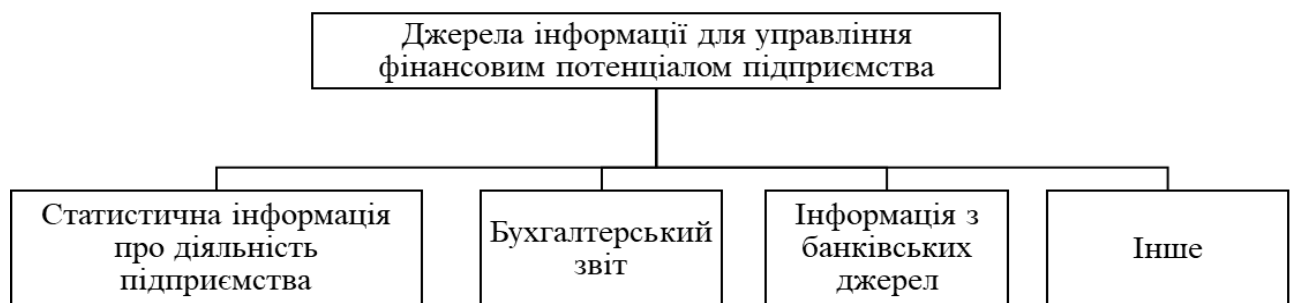 Джерела інформації для управління
фінансовим потенціалом підприємства
Статистична інформація
про діяльність
підприємства
Бухгалтерський
звіт
Інформація з
банківських
джерел
Інше